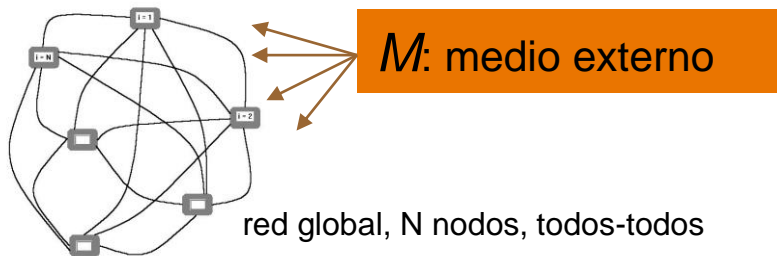 i = 1
M: medio externo
i = N
i = 2
red global, N nodos, todos-todos